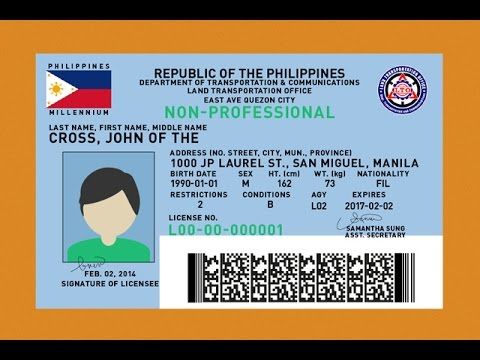 PHILIPPINES
MILLENNIUM
REPUBLIC OF THE PHILIPPINES
DEPARTMENT OF TRANSPORTATION & COMMUNICATIONS
LAND TRANSPORTATION OFFICE
EAST AVE QUEZON CITY
NON-PROFESSIONAL
LTO
LAST NAME, FIRST NAME, MIDDLE NAME
CROSS, JOHN OF THE
ADDRESS (NO. STREET, CITY, MUN., PROVINCE)
1000 JP LAUREL ST., SAN MIGUEL, MANILA
BIRTH DATE SEX HT. (cm) WT. (kg) NATIONALITY
1990-01-01 M 162 73 FIL
RESTRICTIONS CONDITIONS AGY EXPIRES
2 B L02 2017-02-02
LICENSE NO.
L00-00-000001
SAMANTHA SUNG
ASST. SECRETARY
FEB. 02, 2014
SIGNATURE OF LICENSEE